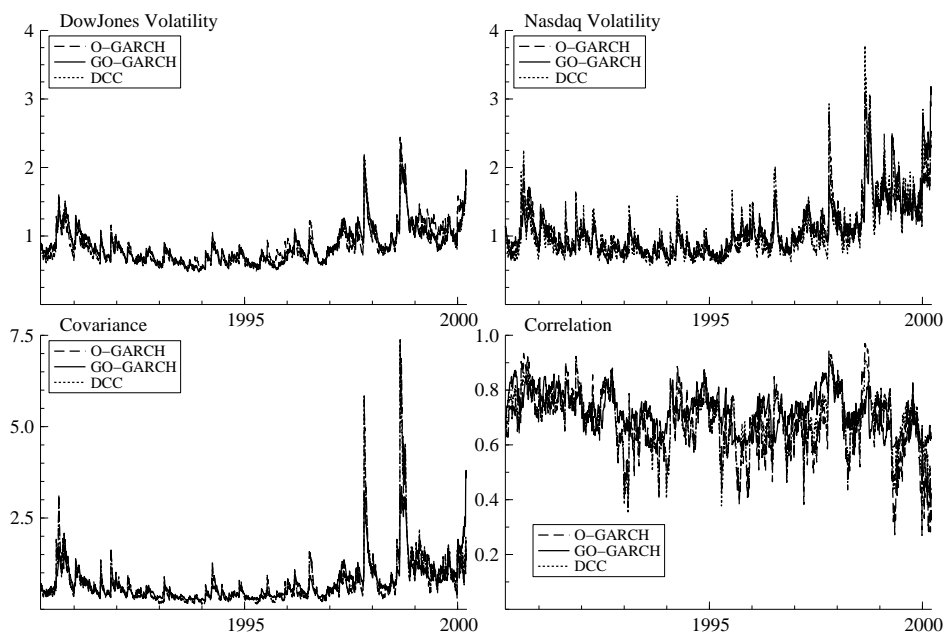 DowJones Volatility
4
3
2
1
O−GARCH
GO−GARCH
DCC
1995
2000
Nasdaq Volatility
4
3
2
1
O−GARCH
GO−GARCH
DCC
1995
2000
Covariance
7.5
5.0
2.5
O−GARCH
GO−GARCH
DCC
1995
2000
Correlation
1.0
0.8
0.6
0.4
0.2
O−GARCH
GO−GARCH
DCC
1995
2000